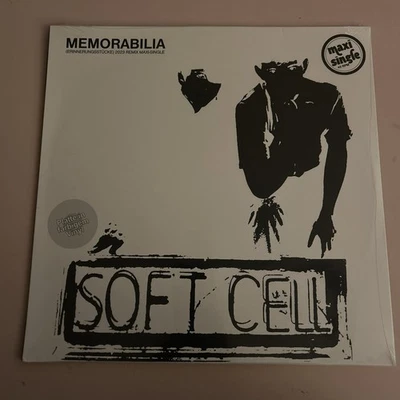 MEMORABILIA
(ERINNERUNGSSTÜCKE) 2023 REMIX MAXI-SINGLE
maxi
single
SOFT CELL